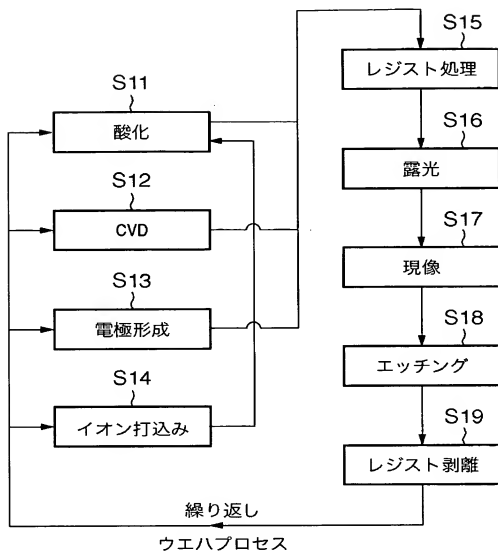 S11
酸化
S12
CVD
S13
電極形成
S14
イオン打込み
S15
レジスト処理
S16
露光
S17
現像
S18
エッチング
S19
レジスト剥離
繰り返し
ウエハプロセス